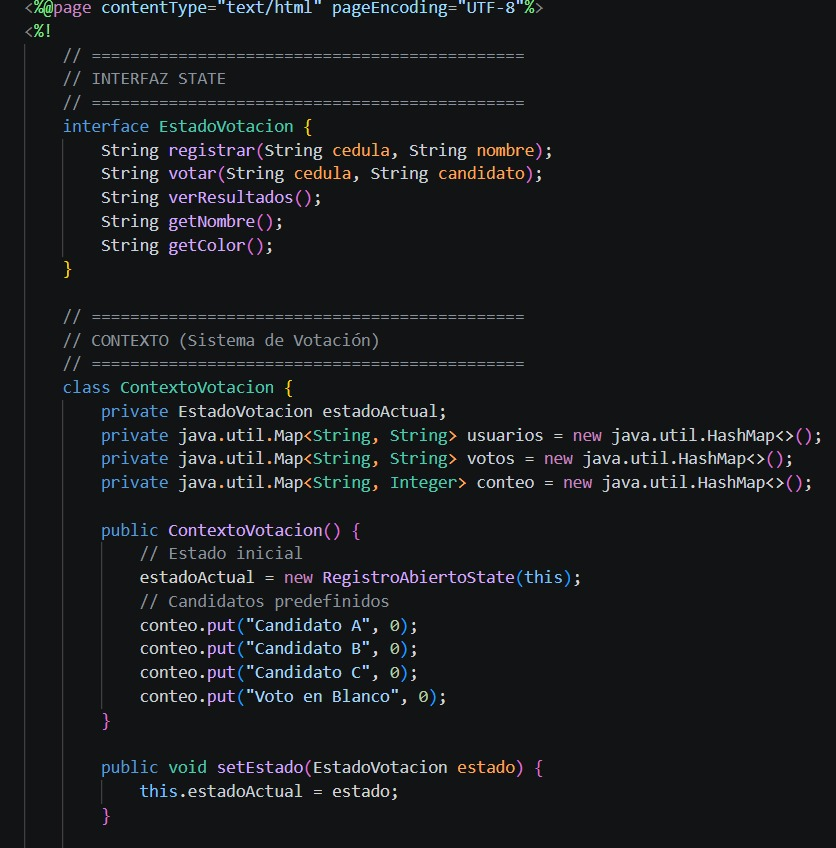 <%@page contentType="text/html" pageEncoding="UTF-8"%>
<%!
// =============================================
// INTERFAZ STATE
// =============================================
interface EstadoVotacion {
String registrar(String cedula, String nombre);
String votar(String cedula, String candidato);
String verResultados();
String getNombre();
String getColor();
}
// =============================================
// CONTEXTO (Sistema de Votación)
// =============================================
class ContextoVotacion {
private EstadoVotacion estadoActual;
private java.util.Map<String, String> usuarios = new java.util.HashMap<>();
private java.util.Map<String, String> votos = new java.util.HashMap<>();
private java.util.Map<String, Integer> conteo = new java.util.HashMap<>();
public ContextoVotacion() {
// Estado inicial
estadoActual = new RegistroAbiertoState(this);
// Candidatos predefinidos
conteo.put("Candidato A", 0);
conteo.put("Candidato B", 0);
conteo.put("Candidato C", 0);
conteo.put("Voto en Blanco", 0);
}
public void setEstado(EstadoVotacion estado) {
this.estadoActual = estado;
}